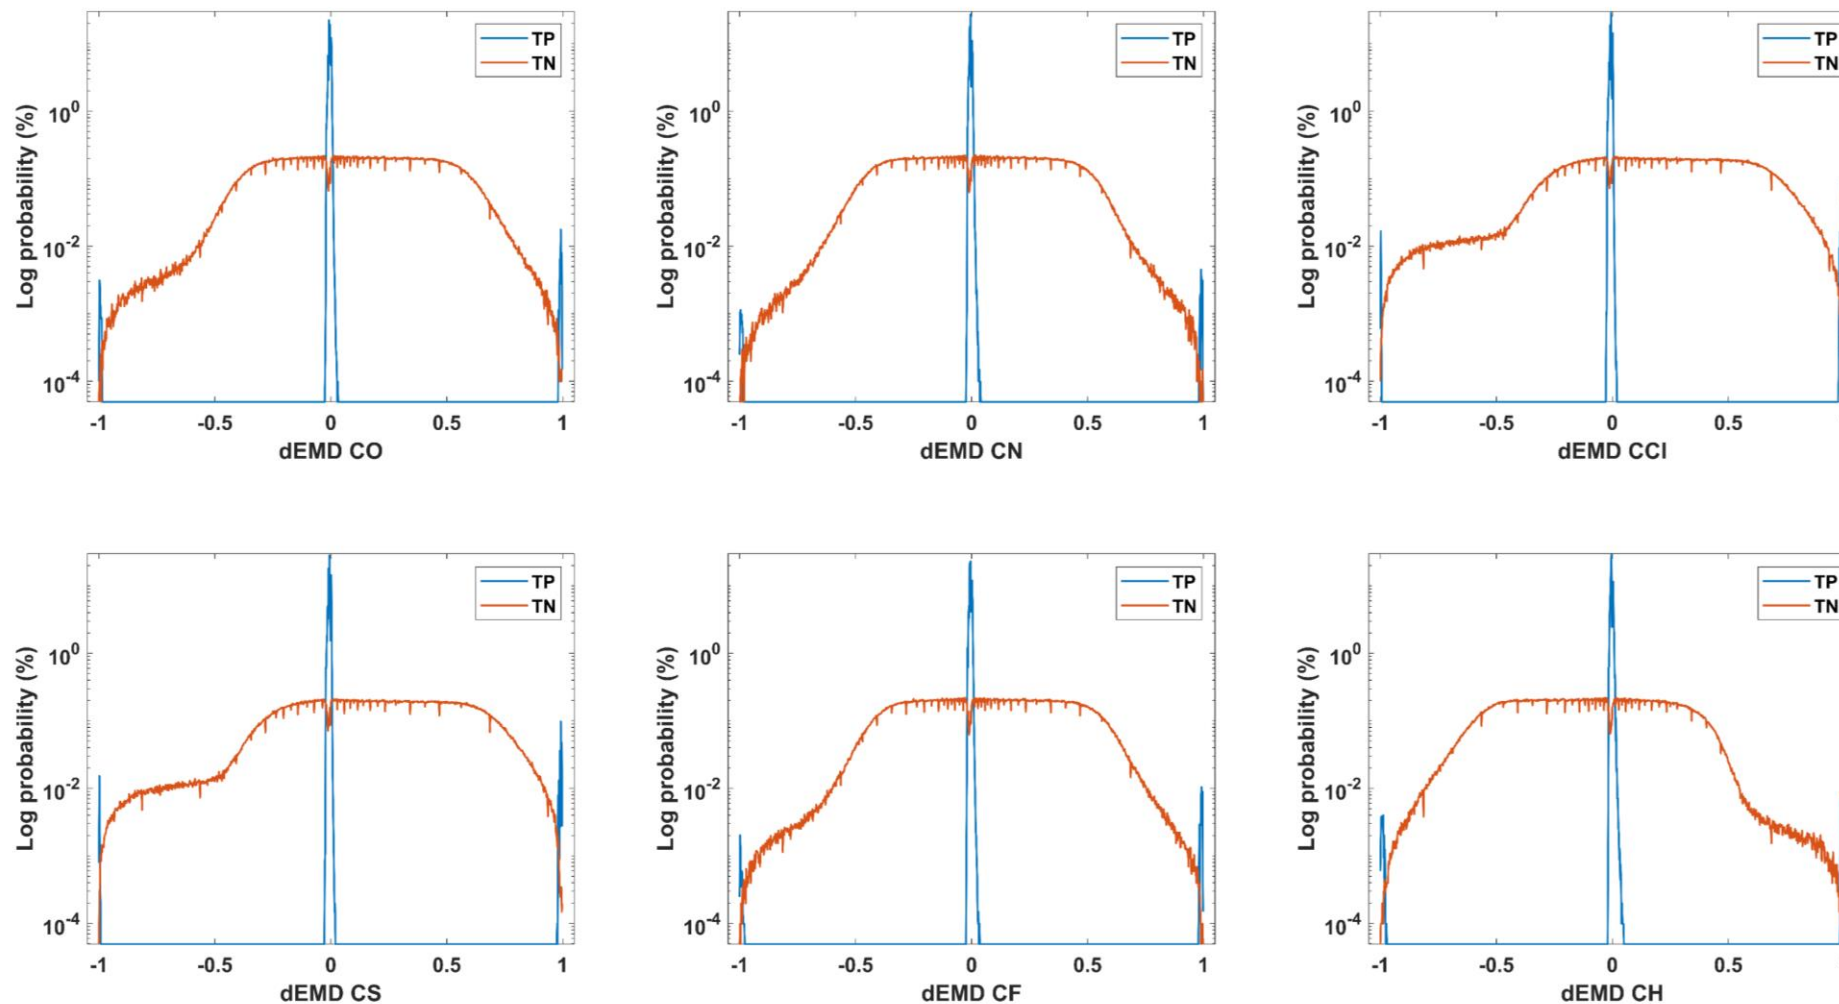 TP
TN
Log probability (%)
10^0
10^-2
10^-4
-1 -0.5 0 0.5 1
dEMD CO
TP
TN
Log probability (%)
10^0
10^-2
10^-4
-1 -0.5 0 0.5 1
dEMD CN
TP
TN
Log probability (%)
10^0
10^-2
10^-4
-1 -0.5 0 0.5
dEMD CCl
TP
TN
Log probability (%)
10^0
10^-2
10^-4
-1 -0.5 0 0.5 1
dEMD CS
TP
TN
Log probability (%)
10^0
10^-2
10^-4
-1 -0.5 0 0.5 1
dEMD CF
TP
TN
Log probability (%)
10^0
10^-2
10^-4
-1 -0.5 0 0.5
dEMD CH